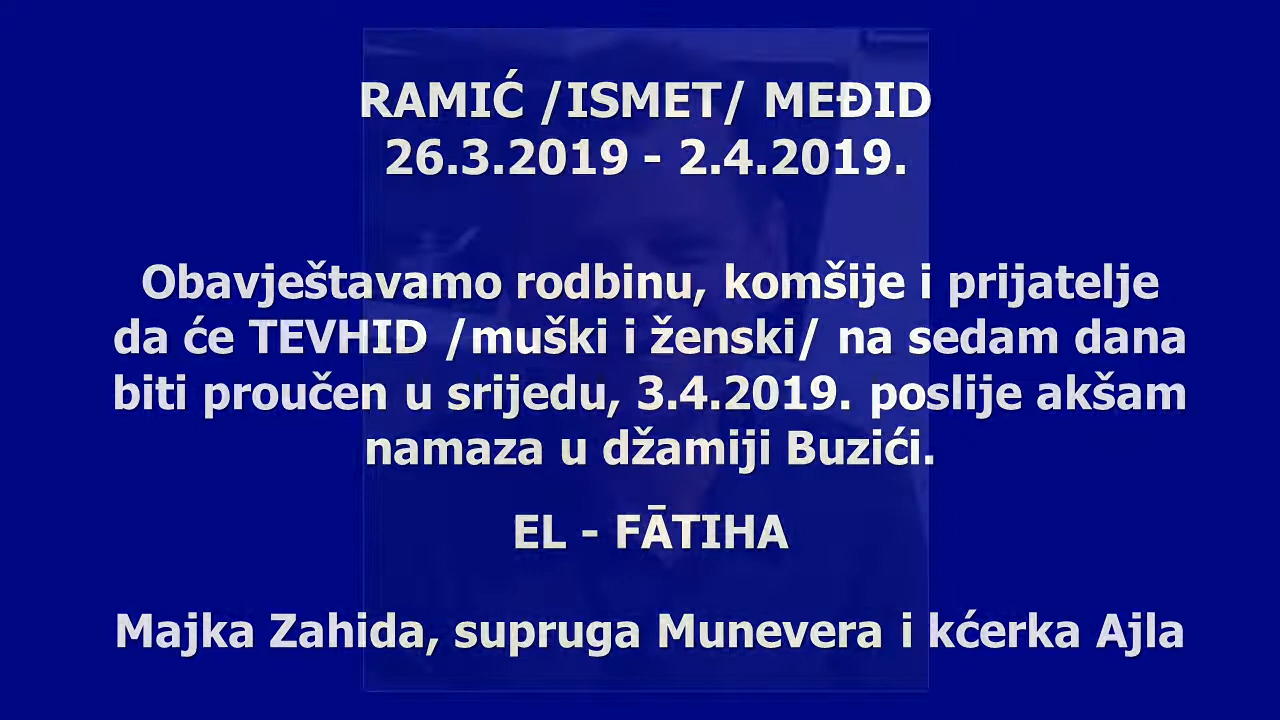 RAMIĆ /ISMET/ MEĐID
26.3.2019 - 2.4.2019.
Obavještavamo rodbinu, komšije i prijatelje
da će TEVHID /muški i ženski/ na sedam dana
biti proučen u srijedu, 3.4.2019. poslije akšam
namaza u džamiji Buzići.
EL - FĀTIHA
Majka Zahida, supruga Munevera i kćerka Ajla